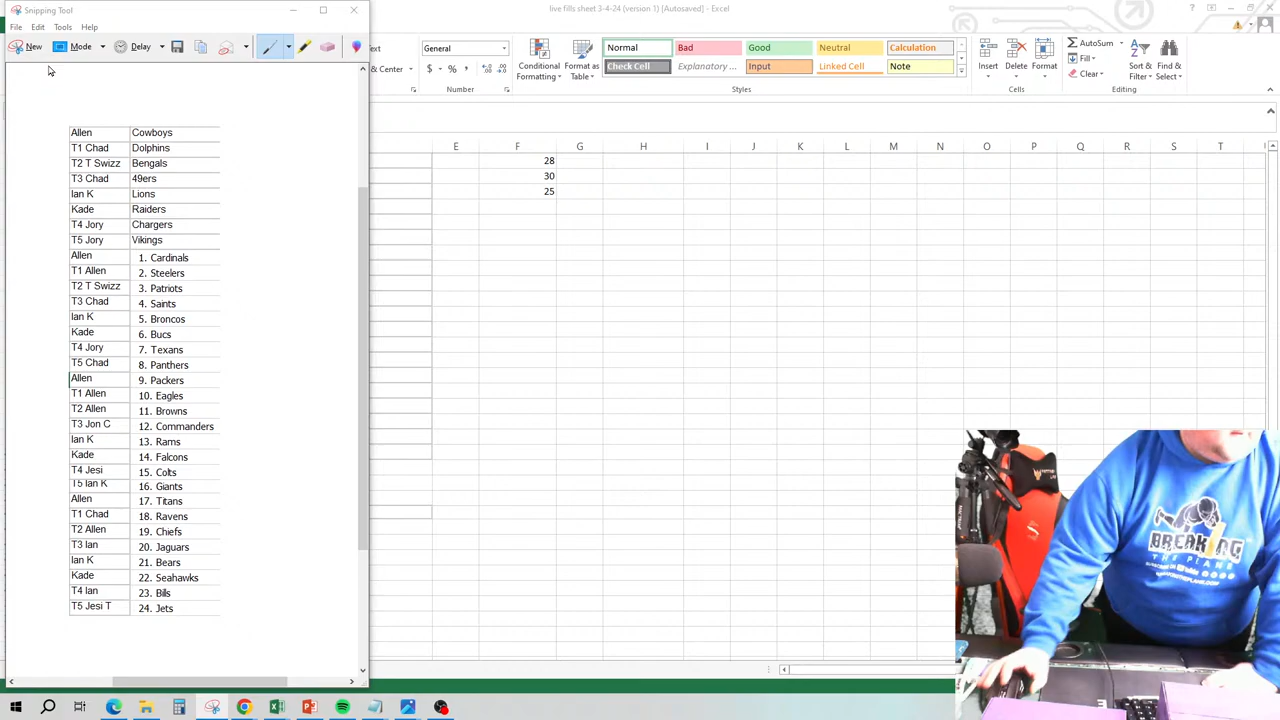 Snipping Tool
live fills sheet 3-4-24 (version 1) [Autosaved] - Excel
File Edit Tools Help
New Mode Delay
Text General Normal Bad Good Neutral Calculation AutoSum
Center $ % , Conditional Formatting Format as Table Check Cell Explanatory ... Input Linked Cell Note Insert Delete Format Fill Clear Sort & Filter Find & Select
Number Styles Cells Editing
E F G H I J K L M N O P Q R S T
28
30
25
Allen Cowboys
T1 Chad Dolphins
T2 T Swizz Bengals
T3 Chad 49ers
Ian K Lions
Kade Raiders
T4 Jory Chargers
T5 Jory Vikings
Allen 1. Cardinals
T1 Allen 2. Steelers
T2 T Swizz 3. Patriots
T3 Chad 4. Saints
Ian K 5. Broncos
Kade 6. Bucs
T4 Jory 7. Texans
T5 Chad 8. Panthers
Allen 9. Packers
T1 Allen 10. Eagles
T2 Allen 11. Browns
T3 Jon C 12. Commanders
Ian K 13. Rams
Kade 14. Falcons
T4 Jesi 15. Colts
T5 Ian K 16. Giants
Allen 17. Titans
T1 Chad 18. Ravens
T2 Allen 19. Chiefs
T3 Ian 20. Jaguars
Ian K 21. Bears
Kade 22. Seahawks
T4 Ian 23. Bills
T5 Jesi T 24. Jets
BREAKING
THE PLANE